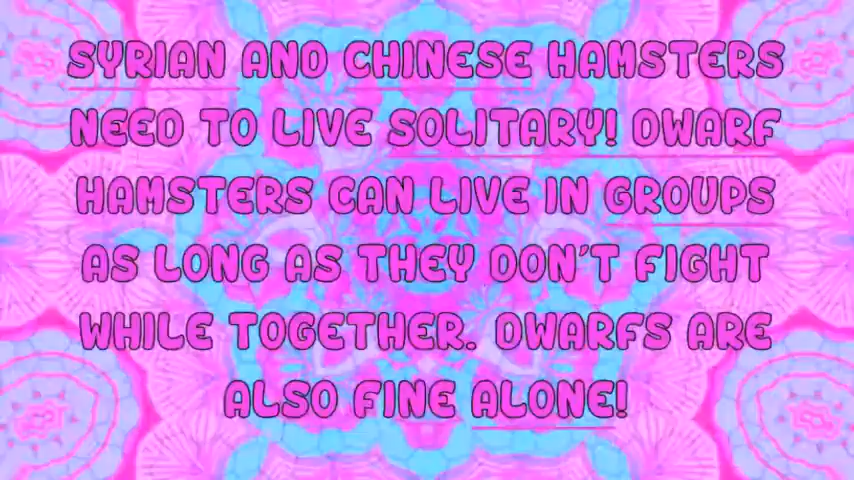 SYRIAN AND CHINESE HAMSTERS
NEED TO LIVE SOLITARY! DWARF
HAMSTERS CAN LIVE IN GROUPS
AS LONG AS THEY DON'T FIGHT
WHILE TOGETHER. DWARFS ARE
ALSO FINE ALONE!